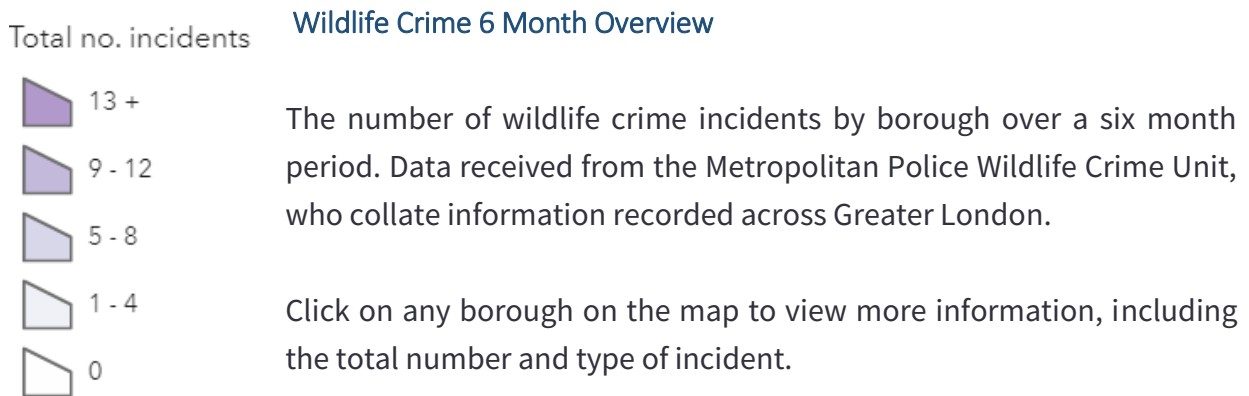 Total no. incidents
13 +
9 - 12
5 - 8
1 - 4
0
Wildlife Crime 6 Month Overview
The number of wildlife crime incidents by borough over a six month
period. Data received from the Metropolitan Police Wildlife Crime Unit,
who collate information recorded across Greater London.
Click on any borough on the map to view more information, including
the total number and type of incident.